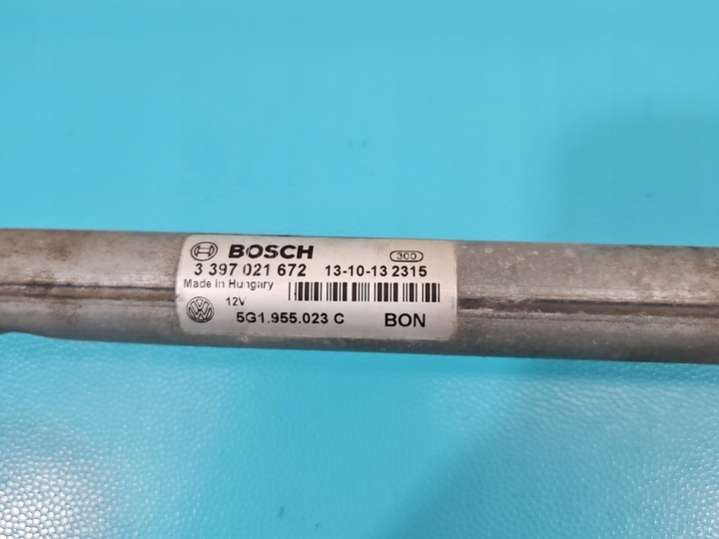 BOSCH 300
3 397 021 672 13-10-13 2315
Made In Hungary
12V
5G1.955.023 C BON